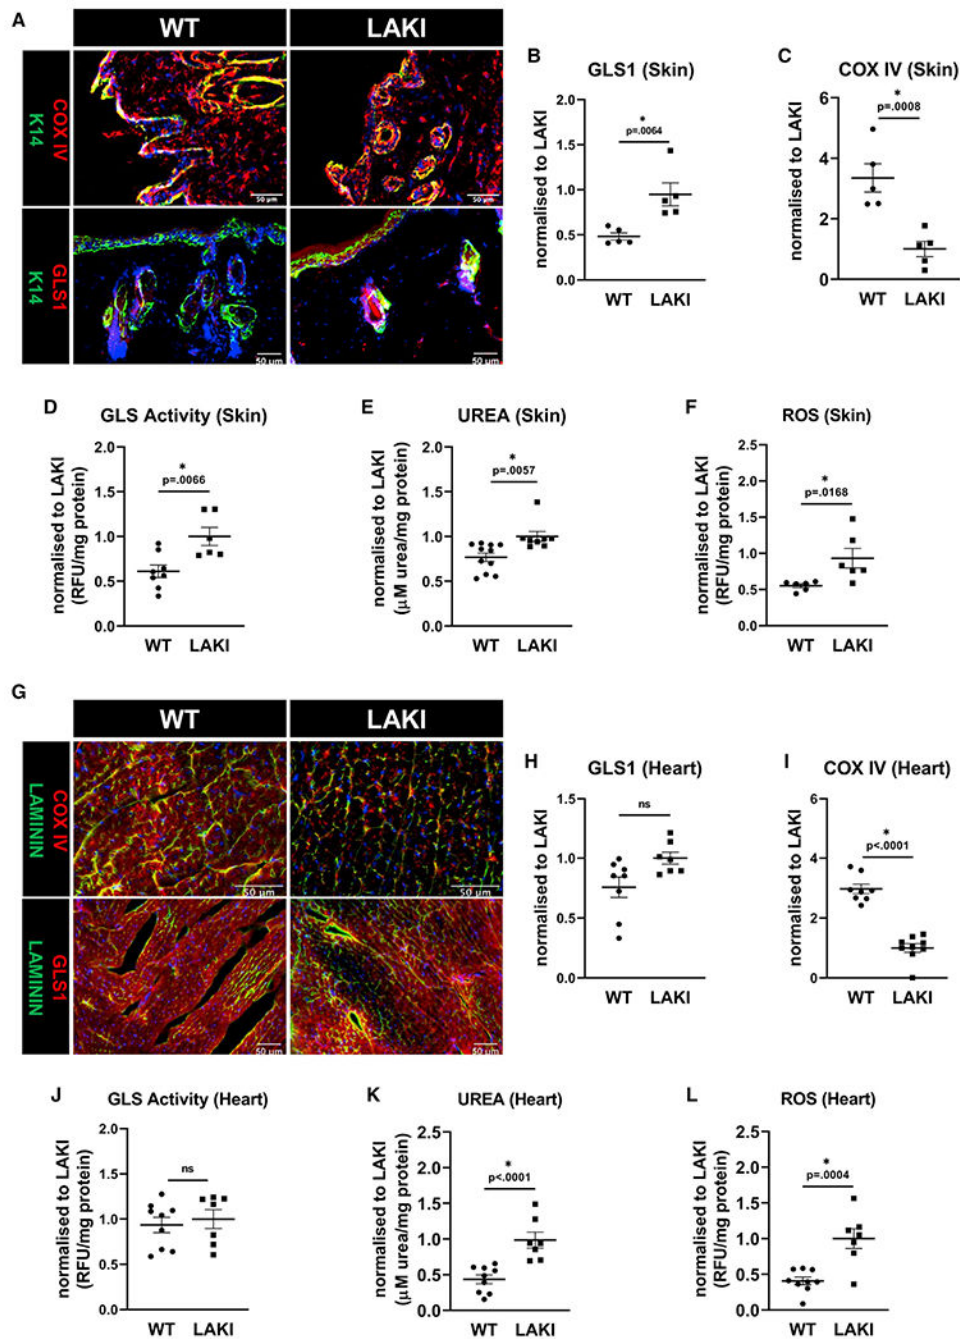 A
WT
LAKI
K14
COX IV
50 µm
50 µm
K14
GLS1
50 µm
50 µm
B
GLS1 (Skin)
normalised to LAKI
2.0
1.5
1.0
0.5
0.0
*
p=.0064
WT
LAKI
C
COX IV (Skin)
normalised to LAKI
6
4
2
0
*
p=.0008
WT
LAKI
D
GLS Activity (Skin)
normalised to LAKI
(RFU/mg protein)
2.0
1.5
1.0
0.5
0.0
*
p=.0066
WT
LAKI
E
UREA (Skin)
normalised to LAKI
(µM urea/mg protein)
2.0
1.5
1.0
0.5
0.0
*
p=.0057
WT
LAKI
F
ROS (Skin)
normalised to LAKI
(RFU/mg protein)
2.5
2.0
1.5
1.0
0.5
0.0
*
p=.0168
WT
LAKI
G
WT
LAKI
LAMININ
COX IV
50 µm
50 µm
LAMININ
GLS1
50 µm
50 µm
H
GLS1 (Heart)
normalised to LAKI
1.5
1.0
0.5
0.0
ns
WT
LAKI
I
COX IV (Heart)
normalised to LAKI
6
4
2
0
*
p<.0001
WT
LAKI
J
GLS Activity (Heart)
normalised to LAKI
(RFU/mg protein)
2.0
1.5
1.0
0.5
0.0
ns
WT
LAKI
K
UREA (Heart)
normalised to LAKI
(µM urea/mg protein)
2.5
2.0
1.5
1.0
0.5
0.0
*
p<.0001
WT
LAKI
L
ROS (Heart)
normalised to LAKI
(RFU/mg protein)
2.5
2.0
1.5
1.0
0.5
0.0
*
p=.0004
WT
LAKI